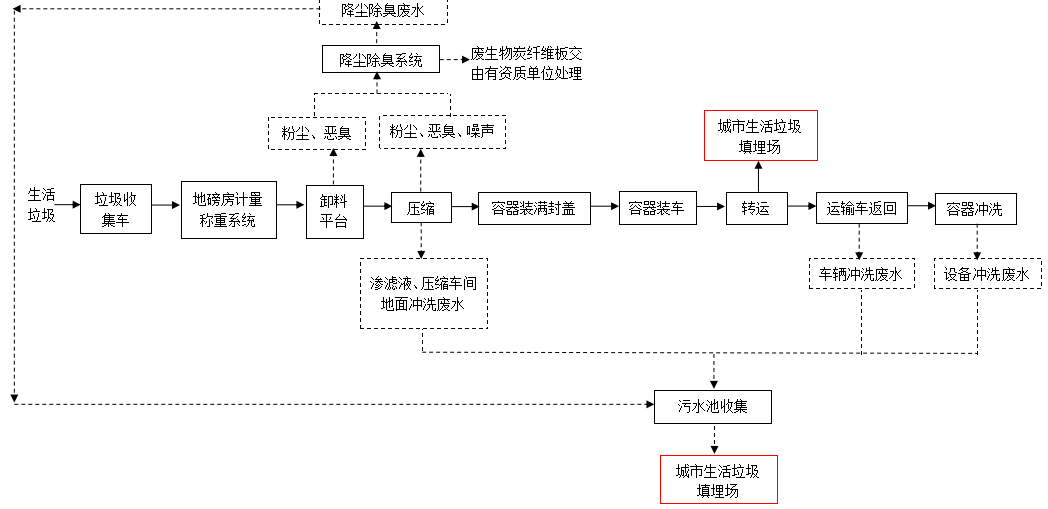 降尘除臭废水
降尘除臭系统
废生物炭纤维板交
由有资质单位处理
粉尘、恶臭
粉尘、恶臭、噪声
城市生活垃圾
填埋场
生活
垃圾
垃圾收
集车
地磅房计量
称重系统
卸料
平台
压缩
容器装满封盖
容器装车
转运
运输车返回
容器冲洗
渗滤液、压缩车间
地面冲洗废水
车辆冲洗废水
设备冲洗废水
污水池收集
城市生活垃圾
填埋场